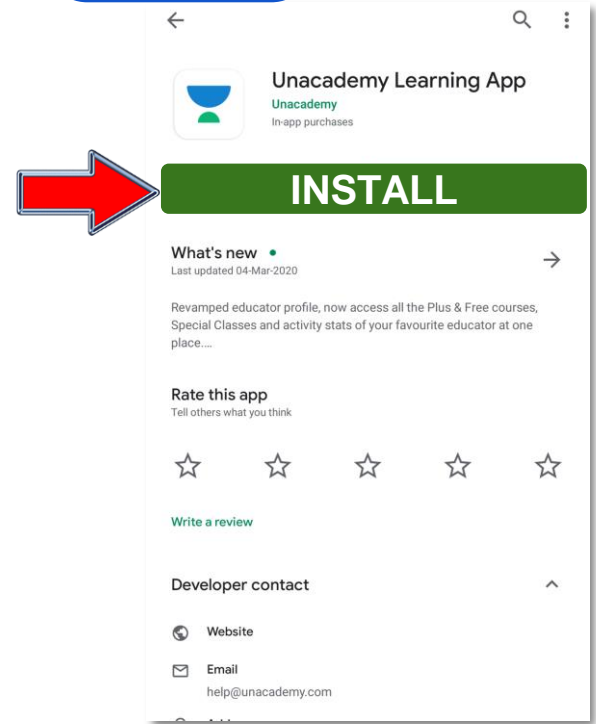 Unacademy Learning App
Unacademy
In-app purchases
INSTALL
What's new
Last updated 04-Mar-2020
Revamped educator profile, now access all the Plus & Free courses,
Special Classes and activity stats of your favourite educator at one
place....
Rate this app
Tell others what you think
Write a review
Developer contact
Website
Email
help@unacademy.com